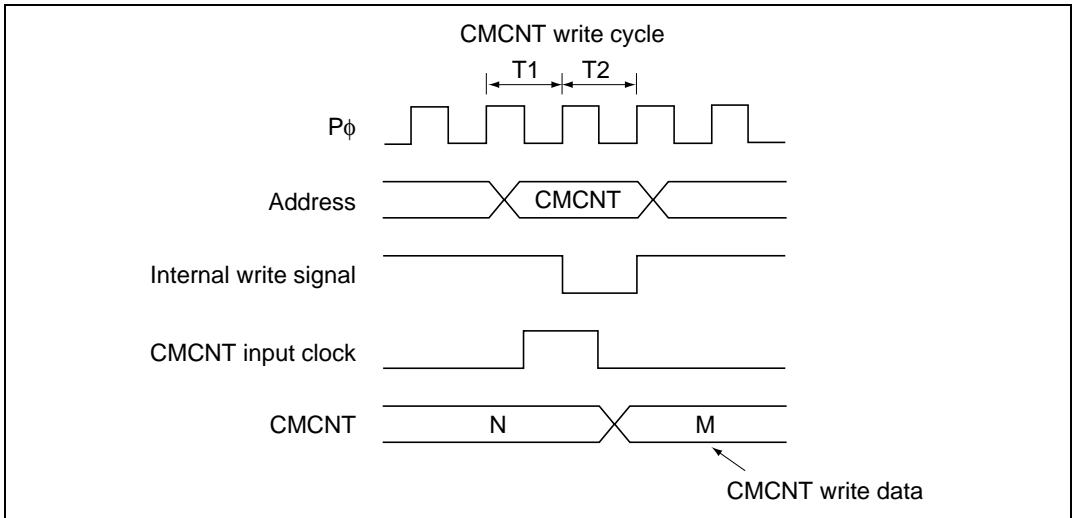 CMCNT write cycle
T1 T2
Pϕ
Address CMCNT
Internal write signal
CMCNT input clock
CMCNT N M
CMCNT write data